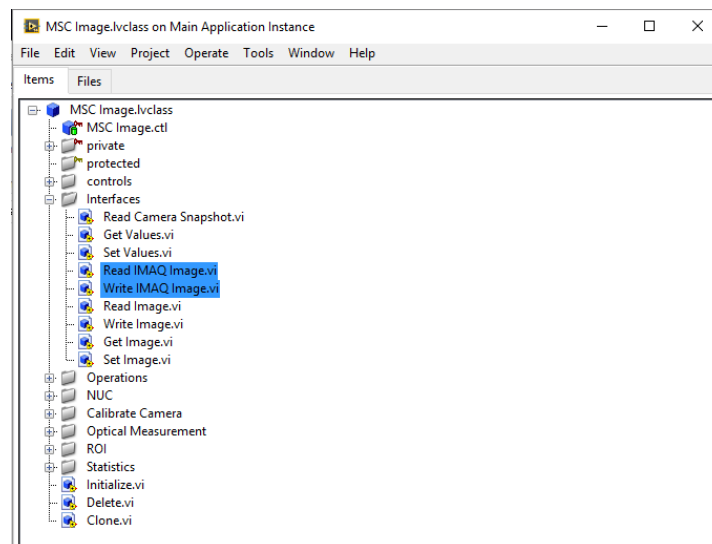 MSC Image.lvclass on Main Application Instance
File Edit View Project Operate Tools Window Help
Items Files
MSC Image.lvclass
MSC Image.ctl
private
protected
controls
Interfaces
Read Camera Snapshot.vi
Get Values.vi
Set Values.vi
Read IMAQ Image.vi
Write IMAQ Image.vi
Read Image.vi
Write Image.vi
Get Image.vi
Set Image.vi
Operations
NUC
Calibrate Camera
Optical Measurement
ROI
Statistics
Initialize.vi
Delete.vi
Clone.vi